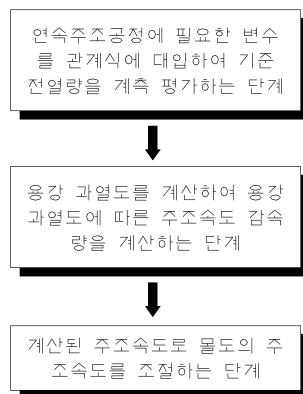 연속주조공정에 필요한 변수
를 관계식에 대입하여 기준
전열량을 계측 평가하는 단계
용강 과열도를 계산하여 용강
과열도에 따른 주조속도 감속
량을 계산하는 단계
계산된 주조속도로 몰드의 주
조속도를 조절하는 단계